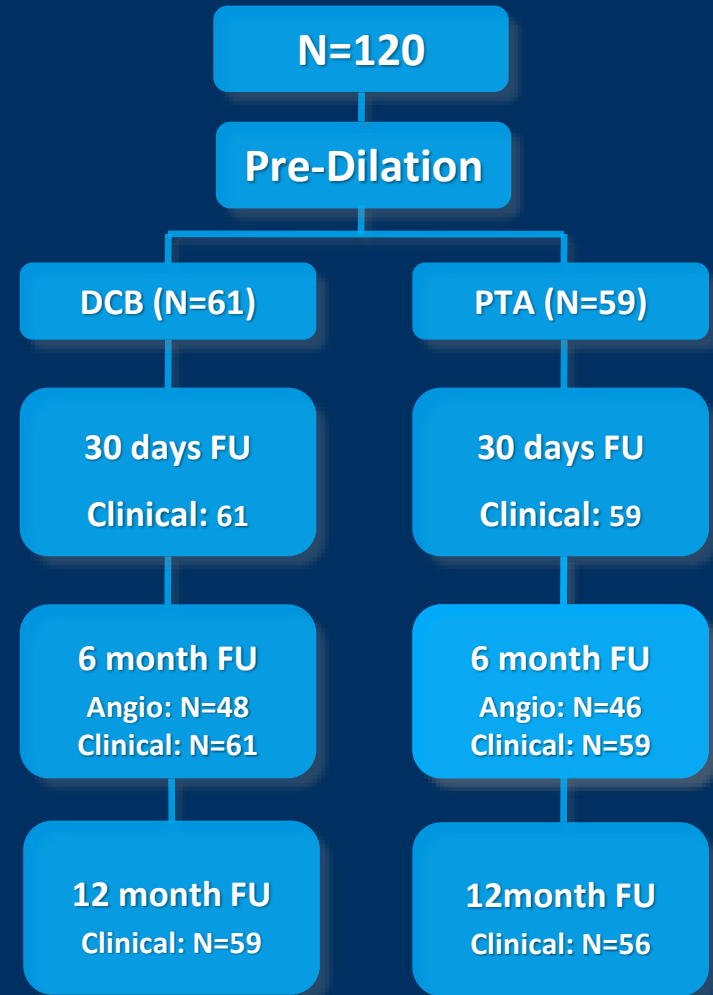 N=120
Pre-Dilation
DCB (N=61)
PTA (N=59)
30 days FU
Clinical: 61
30 days FU
Clinical: 59
6 month FU
Angio: N=48
Clinical: N=61
6 month FU
Angio: N=46
Clinical: N=59
12 month FU
Clinical: N=59
12month FU
Clinical: N=56